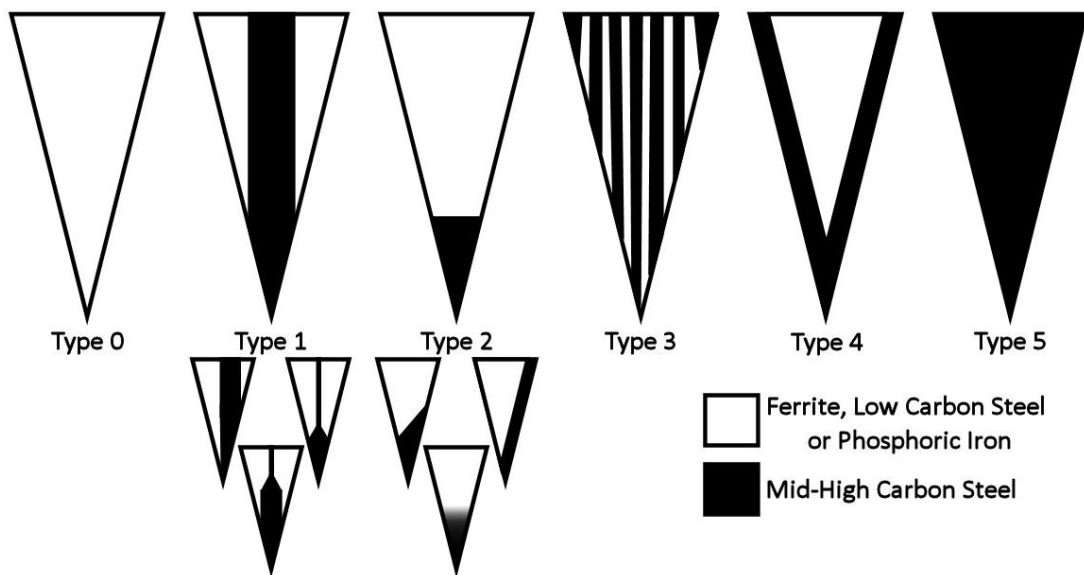 Type 0
Type 1
Type 2
Type 3
Type 4
Type 5
Ferrite, Low Carbon Steel
or Phosphoric Iron
Mid-High Carbon Steel